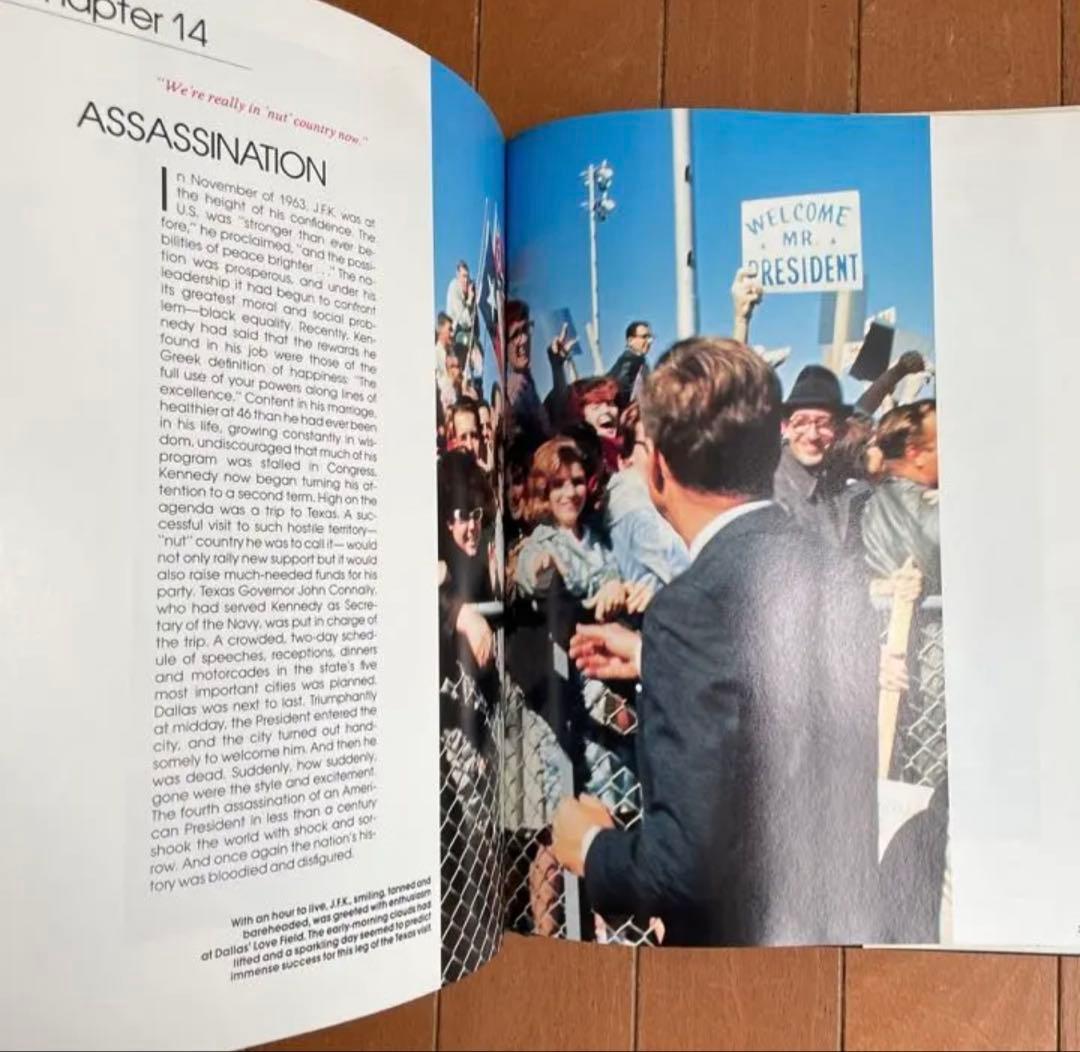 apter 14
"We're really in 'nut' country now."
ASSASSINATION
In November of 1963, J.F.K. was at
the height of his confidence. The
U.S. was "stronger than ever be-
fore," he proclaimed, "and the possi-
bilities of peace brighter . . ." The na-
tion was prosperous, and under his
leadership it had begun to confront
its greatest moral and social prob-
lem—black equality. Recently, Ken-
nedy had said that the rewards he
found in his job were those of the
Greek definition of happiness: "The
full use of your powers along lines of
excellence." Content in his marriage,
healthier at 46 than he had ever been
in his life, growing constantly in wis-
dom, undiscouraged that much of his
program was stalled in Congress,
Kennedy now began turning his at-
tention to a second term. High on the
agenda was a trip to Texas. A suc-
cessful visit to such hostile territory—
"nut" country he was to call it—would
not only rally new support but it would
also raise much-needed funds for his
party. Texas Governor John Connally,
who had served Kennedy as Secre-
tary of the Navy, was put in charge of
the trip. A crowded, two-day sched-
ule of speeches, receptions, dinners
and motorcades in the state's five
most important cities was planned.
Dallas was next to last. Triumphantly
at midday, the President entered the
city, and the city turned out hand-
somely to welcome him. And then he
was dead. Suddenly, how suddenly,
gone were the style and excitement.
The fourth assassination of an Ameri-
can President in less than a century
shook the world with shock and sor-
row. And once again the nation's his-
tory was bloodied and disfigured.
With an hour to live, J.F.K., smiling, tanned and
bareheaded, was greeted with enthusiasm
at Dallas' Love Field. The early-morning clouds had
lifted and a sparkling day seemed to predict
immense success for this leg of the Texas visit.
WELCOME
MR.
PRESIDENT